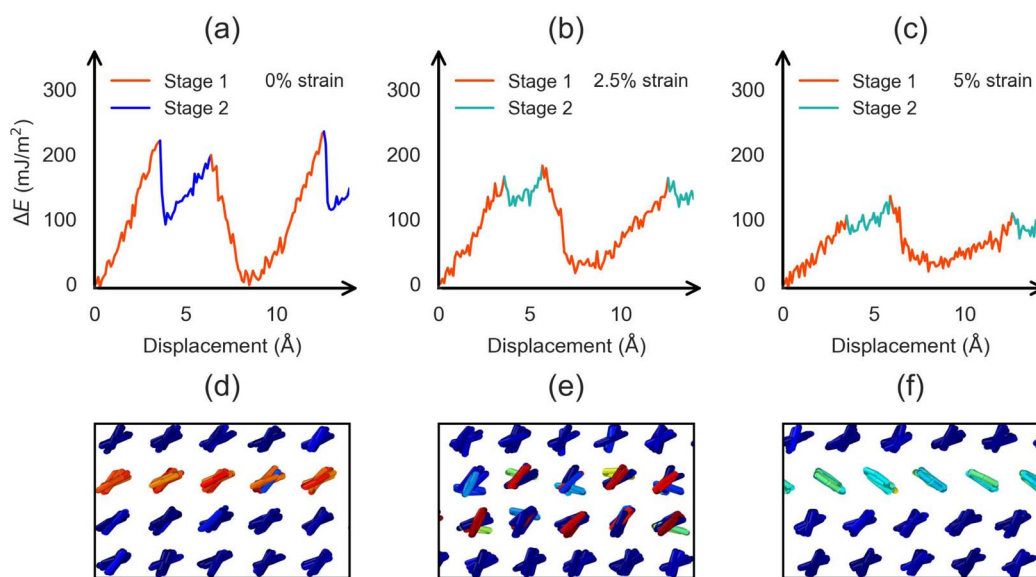 (a)
(b)
(c)
Stage 1 0% strain
Stage 2
Stage 1 2.5% strain
Stage 2
Stage 1 5% strain
Stage 2
ΔE (mJ/m²)
300
200
100
0
300
200
100
0
300
200
100
0
0 5 10
0 5 10
0 5 10
Displacement (Å)
Displacement (Å)
Displacement (Å)
(d)
(e)
(f)